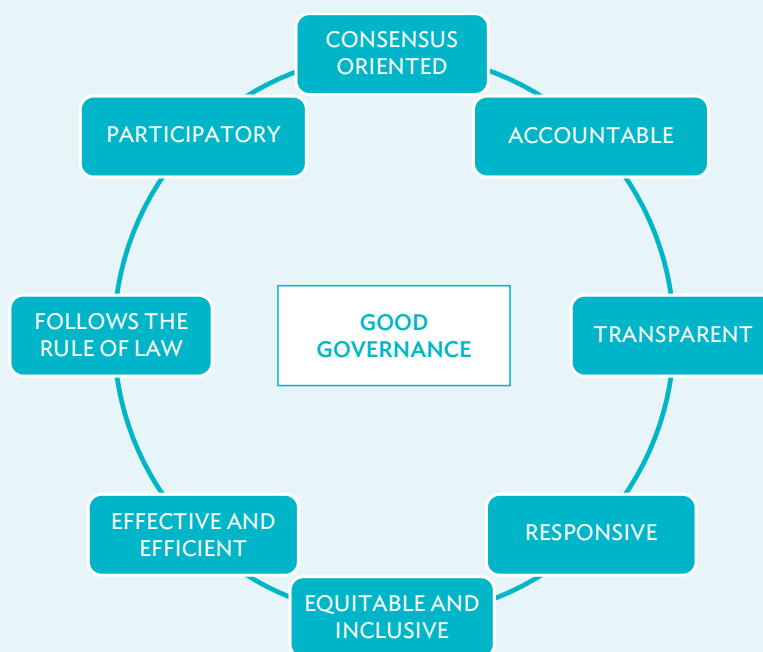 CONSENSUS
ORIENTED
PARTICIPATORY
ACCOUNTABLE
FOLLOWS THE
RULE OF LAW
GOOD
GOVERNANCE
TRANSPARENT
EFFECTIVE AND
EFFICIENT
RESPONSIVE
EQUITABLE AND
INCLUSIVE